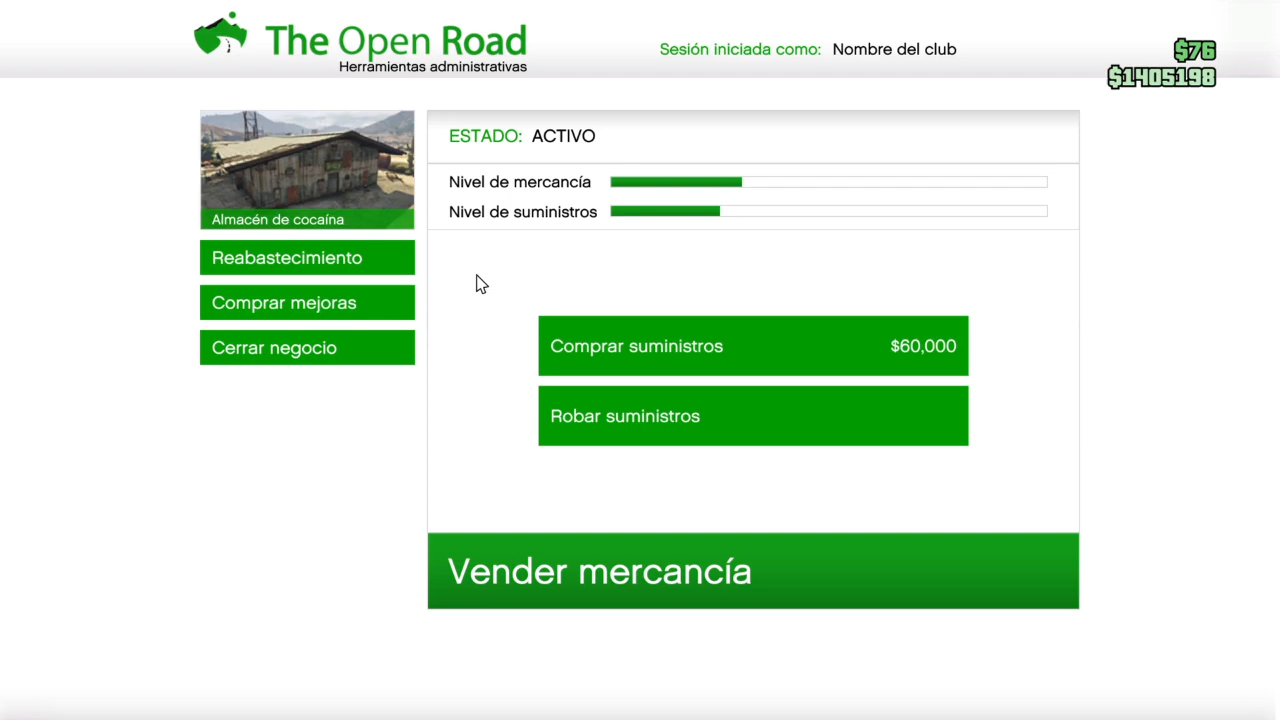 The Open Road
Herramientas administrativas
Sesión iniciada como: Nombre del club
$76
$1405198
Almacén de cocaína
Reabastecimiento
Comprar mejoras
Cerrar negocio
ESTADO: ACTIVO
Nivel de mercancía
Nivel de suministros
Comprar suministros $60,000
Robar suministros
Vender mercancía